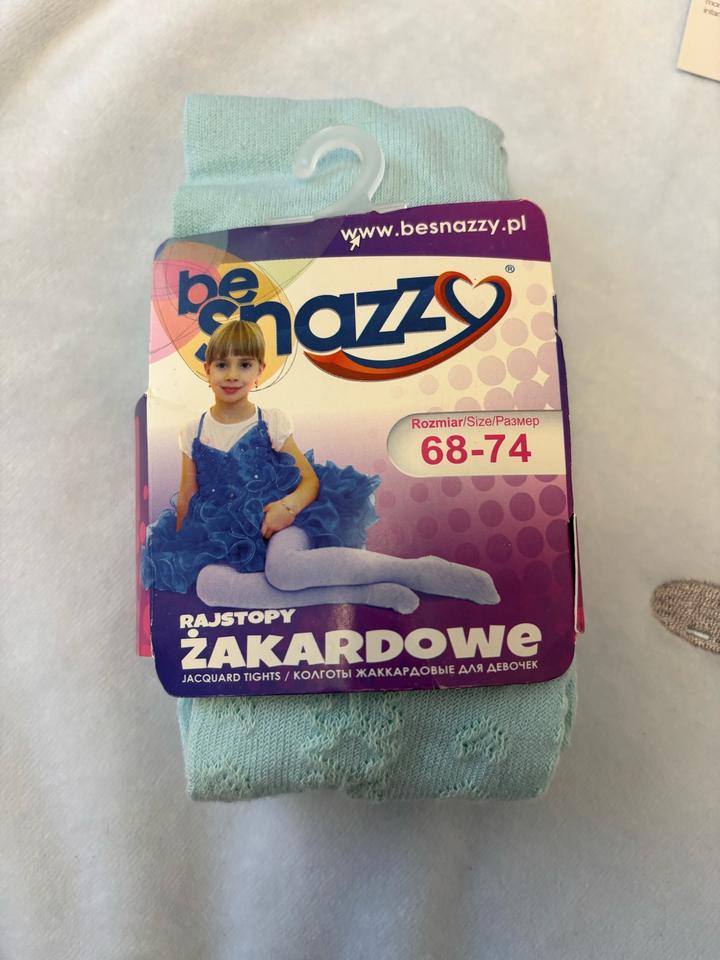 www.besnazzy.pl
be
snazzy®
Rozmiar/Size/Размер
68-74
RAJSTOPY
ŻAKARDOWe
JACQUARD TIGHTS / КОЛГОТЫ ЖАККАРДОВЫЕ ДЛЯ ДЕВОЧЕК